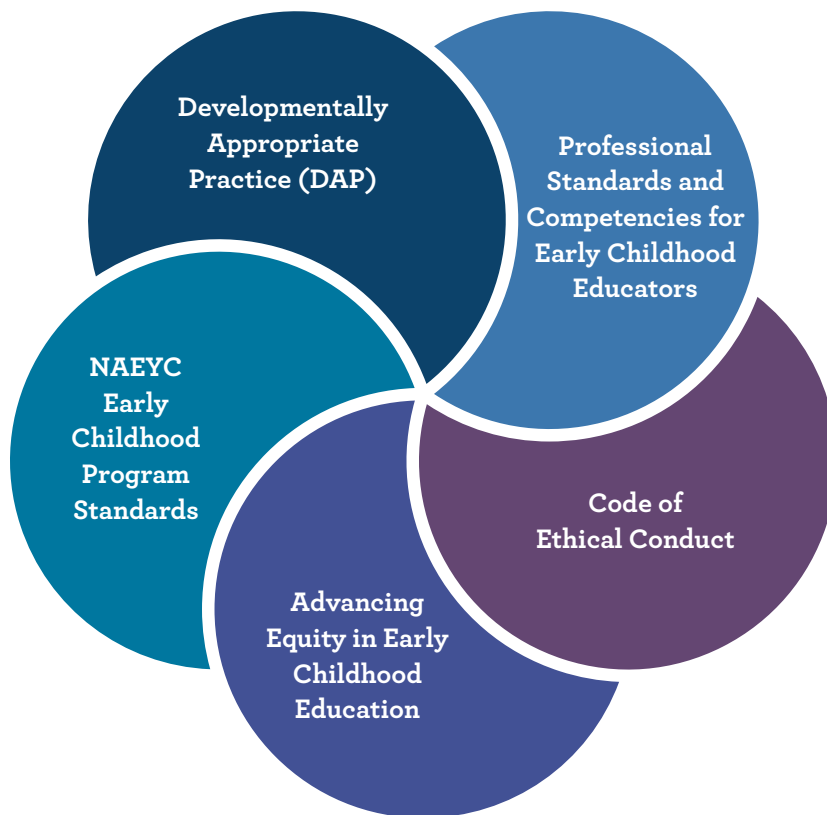 Developmentally
Appropriate
Practice (DAP)
Professional
Standards and
Competencies for
Early Childhood
Educators
NAEYC
Early
Childhood
Program
Standards
Code of
Ethical Conduct
Advancing
Equity in Early
Childhood
Education